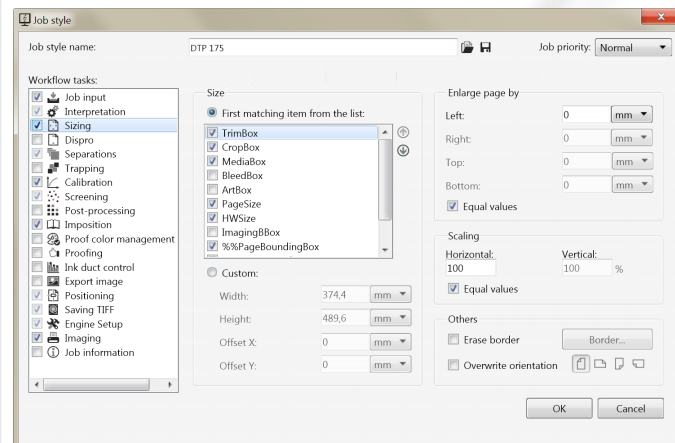 Job style
Job style name:
DTP 175
Job priority: Normal
Workflow tasks:
Job input
Interpretation
Sizing
Dispro
Separations
Trapping
Calibration
Screening
Post-processing
Imposition
Proof color management
Proofing
Ink duct control
Export image
Positioning
Saving TIFF
Engine Setup
Imaging
Job information
Size
First matching item from the list:
TrimBox
CropBox
MediaBox
BleedBox
ArtBox
PageSize
HWSize
ImagingBBox
%%PageBoundingBox
Custom:
Width: 374,4 mm
Height: 489,6 mm
Offset X: 0 mm
Offset Y: 0 mm
Enlarge page by
Left: 0 mm
Right: 0 mm
Top: 0 mm
Bottom: 0 mm
Equal values
Scaling
Horizontal: Vertical:
100 100 %
Equal values
Others
Erase border Border...
Overwrite orientation
OK Cancel